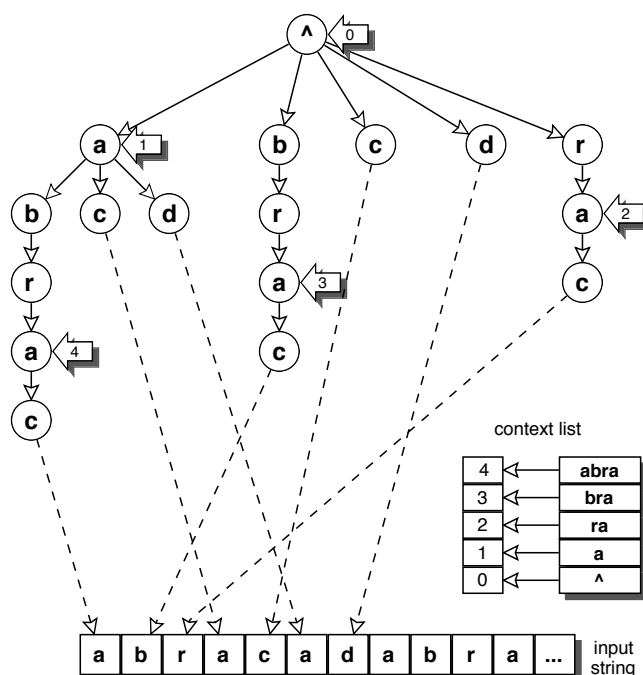 ^ 0
a 1 b c d r
b c d r a 2
r a 3 c
a 4 c
c
context list
4 abra
3 bra
2 ra
1 a
0 ^
a b r a c a d a b r a ... input string